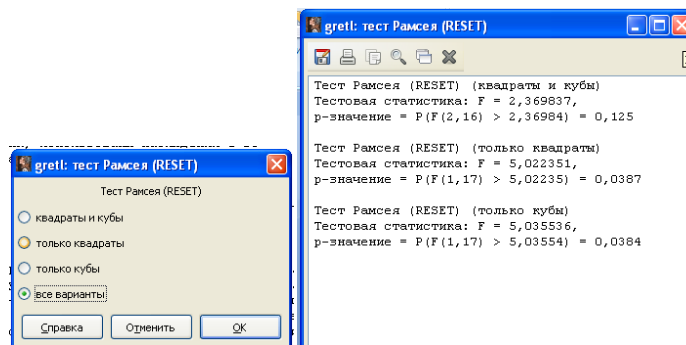 gretl: тест Рамсея (RESET)
Тест Рамсея (RESET)
квадраты и кубы
только квадраты
только кубы
все варианты
Справка
Отменить
OK
gretl: тест Рамсея (RESET)
Тест Рамсея (RESET) (квадраты и кубы)
Тестовая статистика: F = 2,369837,
р-значение = P(F(2,16) > 2,36984) = 0,125
Тест Рамсея (RESET) (только квадраты)
Тестовая статистика: F = 5,022351,
р-значение = P(F(1,17) > 5,02235) = 0,0387
Тест Рамсея (RESET) (только кубы)
Тестовая статистика: F = 5,035536,
р-значение = P(F(1,17) > 5,03554) = 0,0384